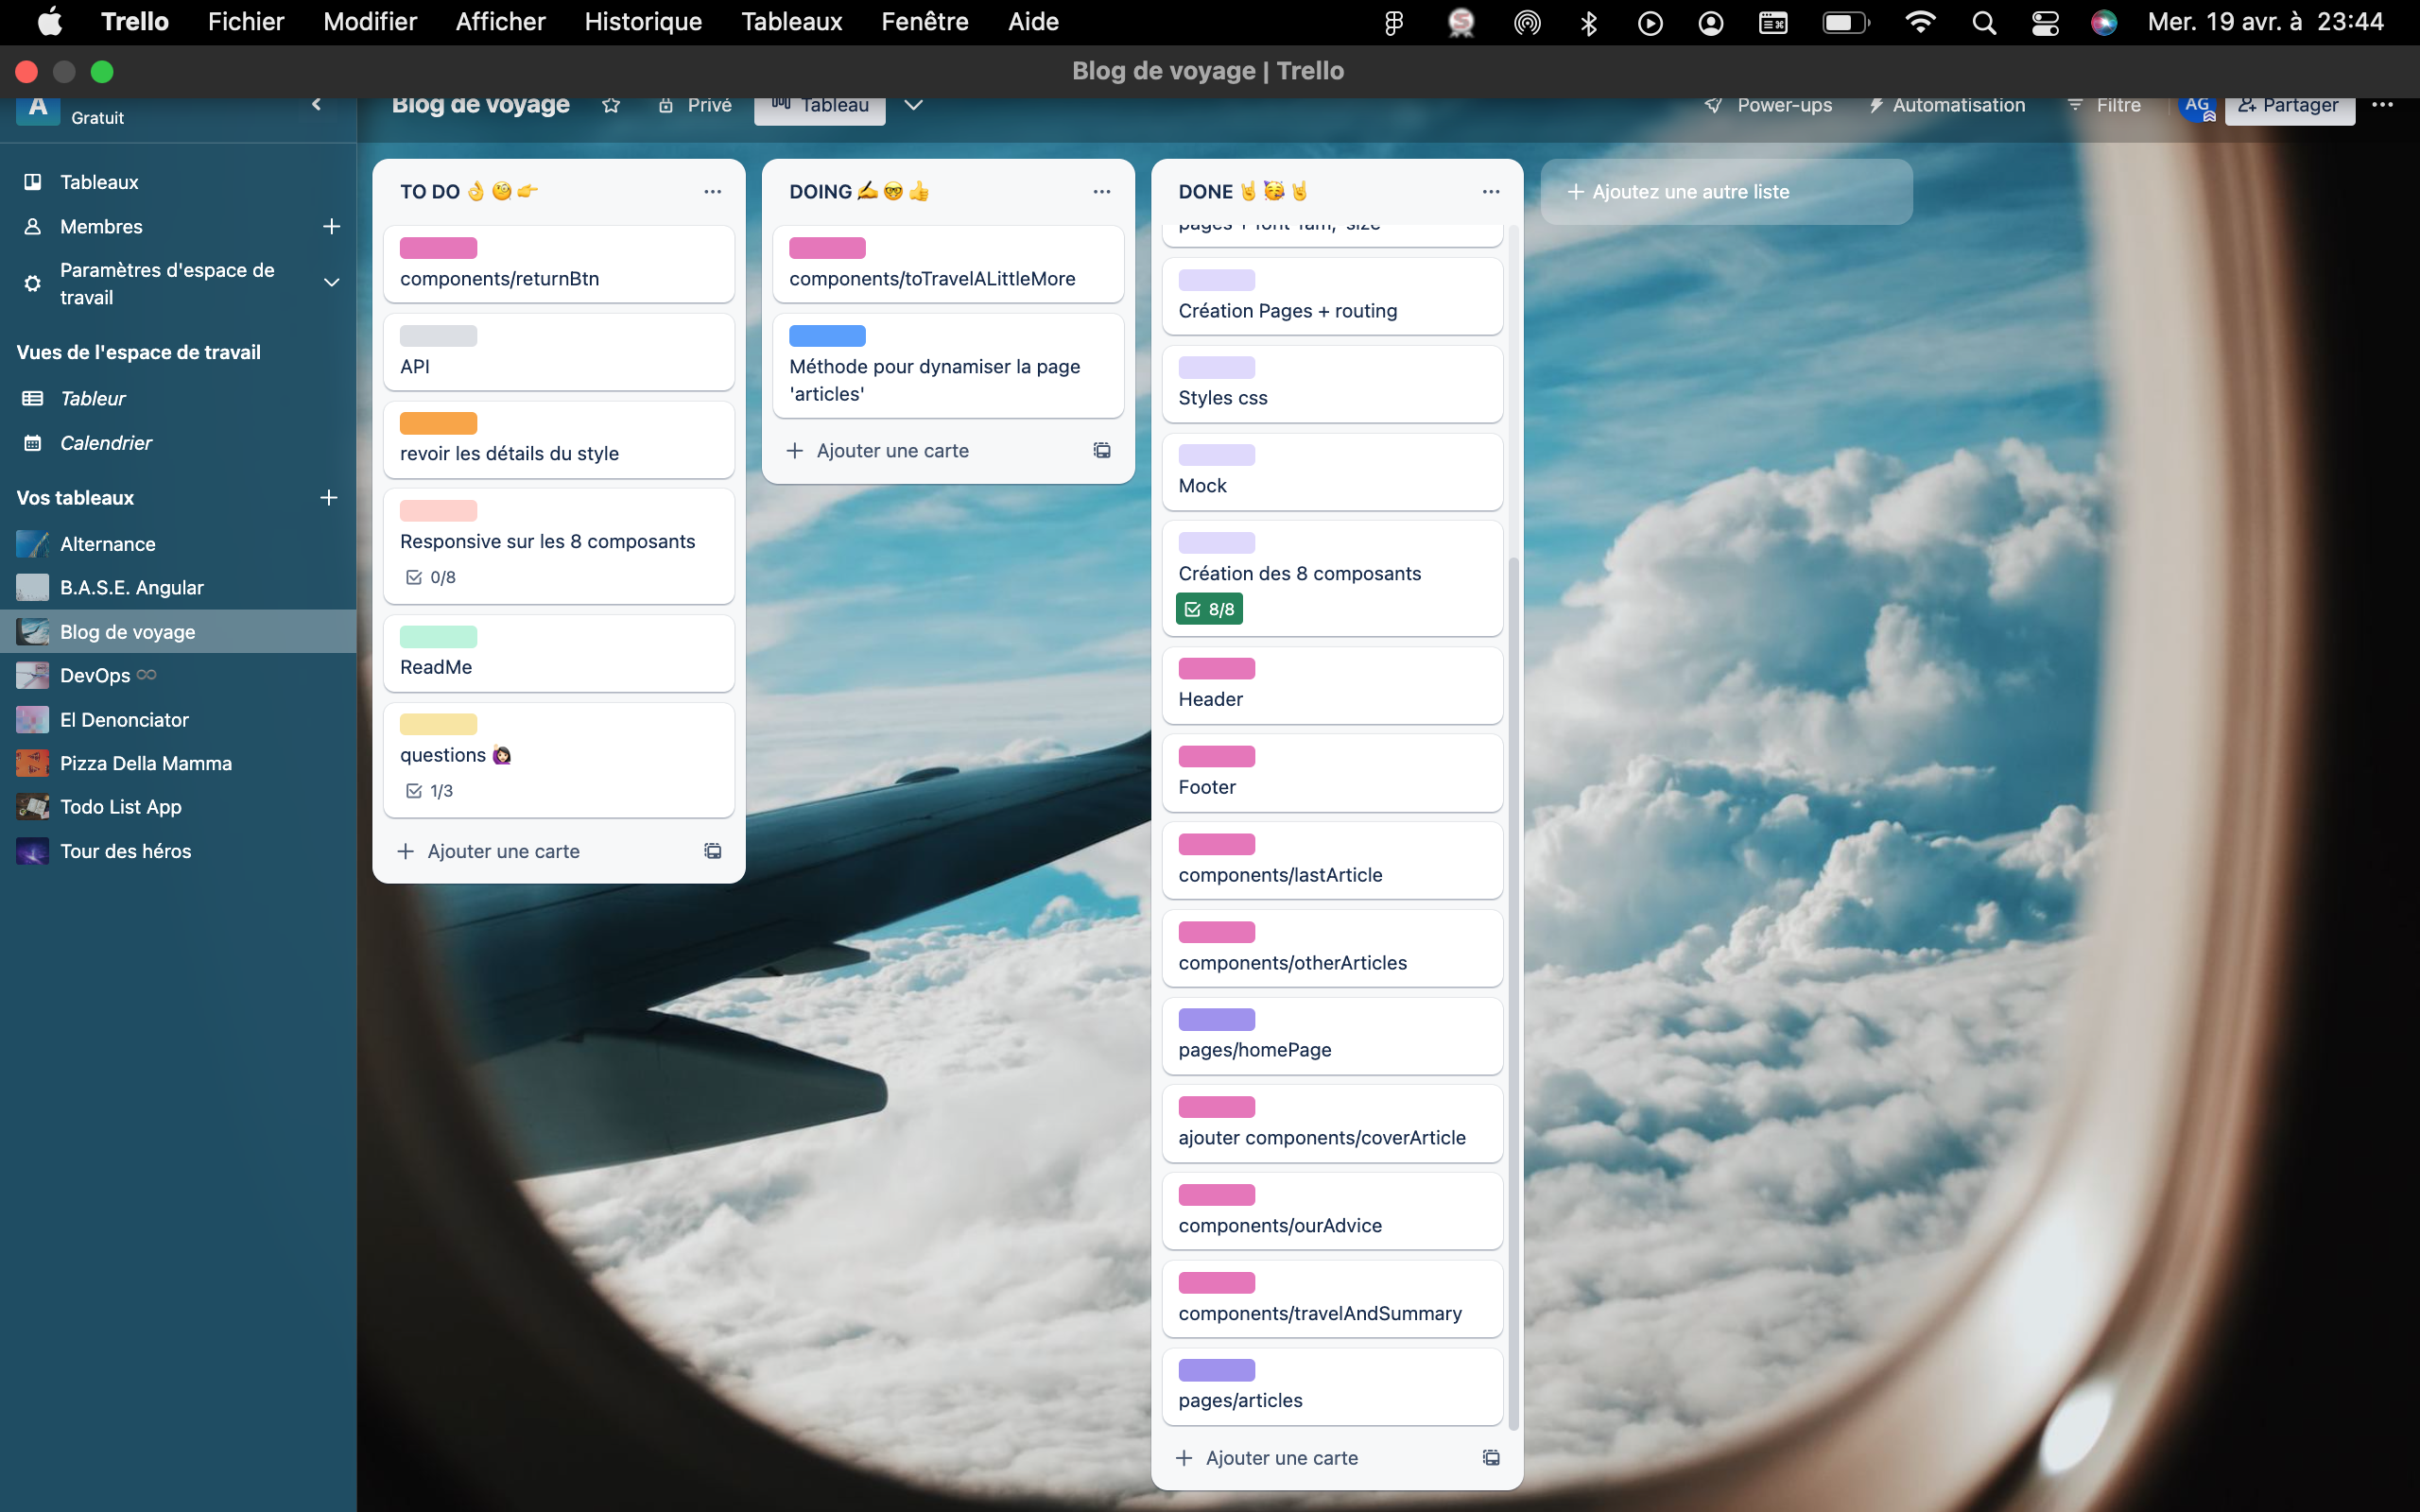 Trello Fichier Modifier Afficher Historique Tableaux Fenêtre Aide Mer. 19 avr. à 23:44
Blog de voyage | Trello
A Gratuit
Blog de voyage Privé Tableau Power-ups Automatisation Filtre AG Partager
Tableaux
Membres
Paramètres d'espace de
travail
Vues de l'espace de travail
Tableur
Calendrier
Vos tableaux
Alternance
B.A.S.E. Angular
Blog de voyage
DevOps ∞
El Denonciator
Pizza Della Mamma
Todo List App
Tour des héros
TO DO 👌🧐👉
components/returnBtn
API
revoir les détails du style
Responsive sur les 8 composants
0/8
ReadMe
questions 🙋🏻‍♀️
1/3
Ajouter une carte
DOING ✍️🤓👍
components/toTravelALittleMore
Méthode pour dynamiser la page
'articles'
Ajouter une carte
DONE 🤘🥳🤘
pages + font fam, size
Création Pages + routing
Styles css
Mock
Création des 8 composants
8/8
Header
Footer
components/lastArticle
components/otherArticles
pages/homePage
ajouter components/coverArticle
components/ourAdvice
components/travelAndSummary
pages/articles
Ajouter une carte
Ajoutez une autre liste